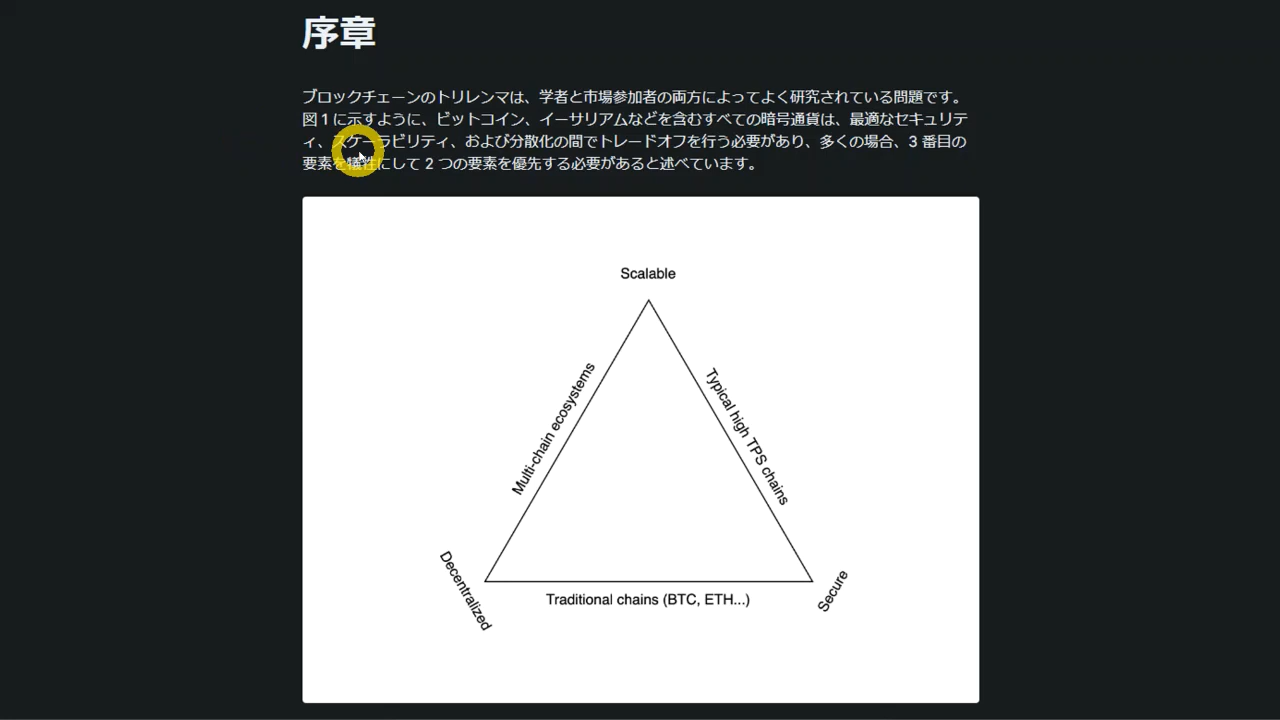 序章
ブロックチェーンのトリレンマは、学者と市場参加者の両方によってよく研究されている問題です。
図 1 に示すように、ビットコイン、イーサリアムなどを含むすべての暗号通貨は、最適なセキュリテ
ィ、スケーラビリティ、および分散化の間でトレードオフを行う必要があり、多くの場合、3 番目の
要素を犠牲にして 2 つの要素を優先する必要があると述べています。
Scalable
Multi-chain ecosystems
Typical high TPS chains
Decentralized
Traditional chains (BTC, ETH...)
Secure